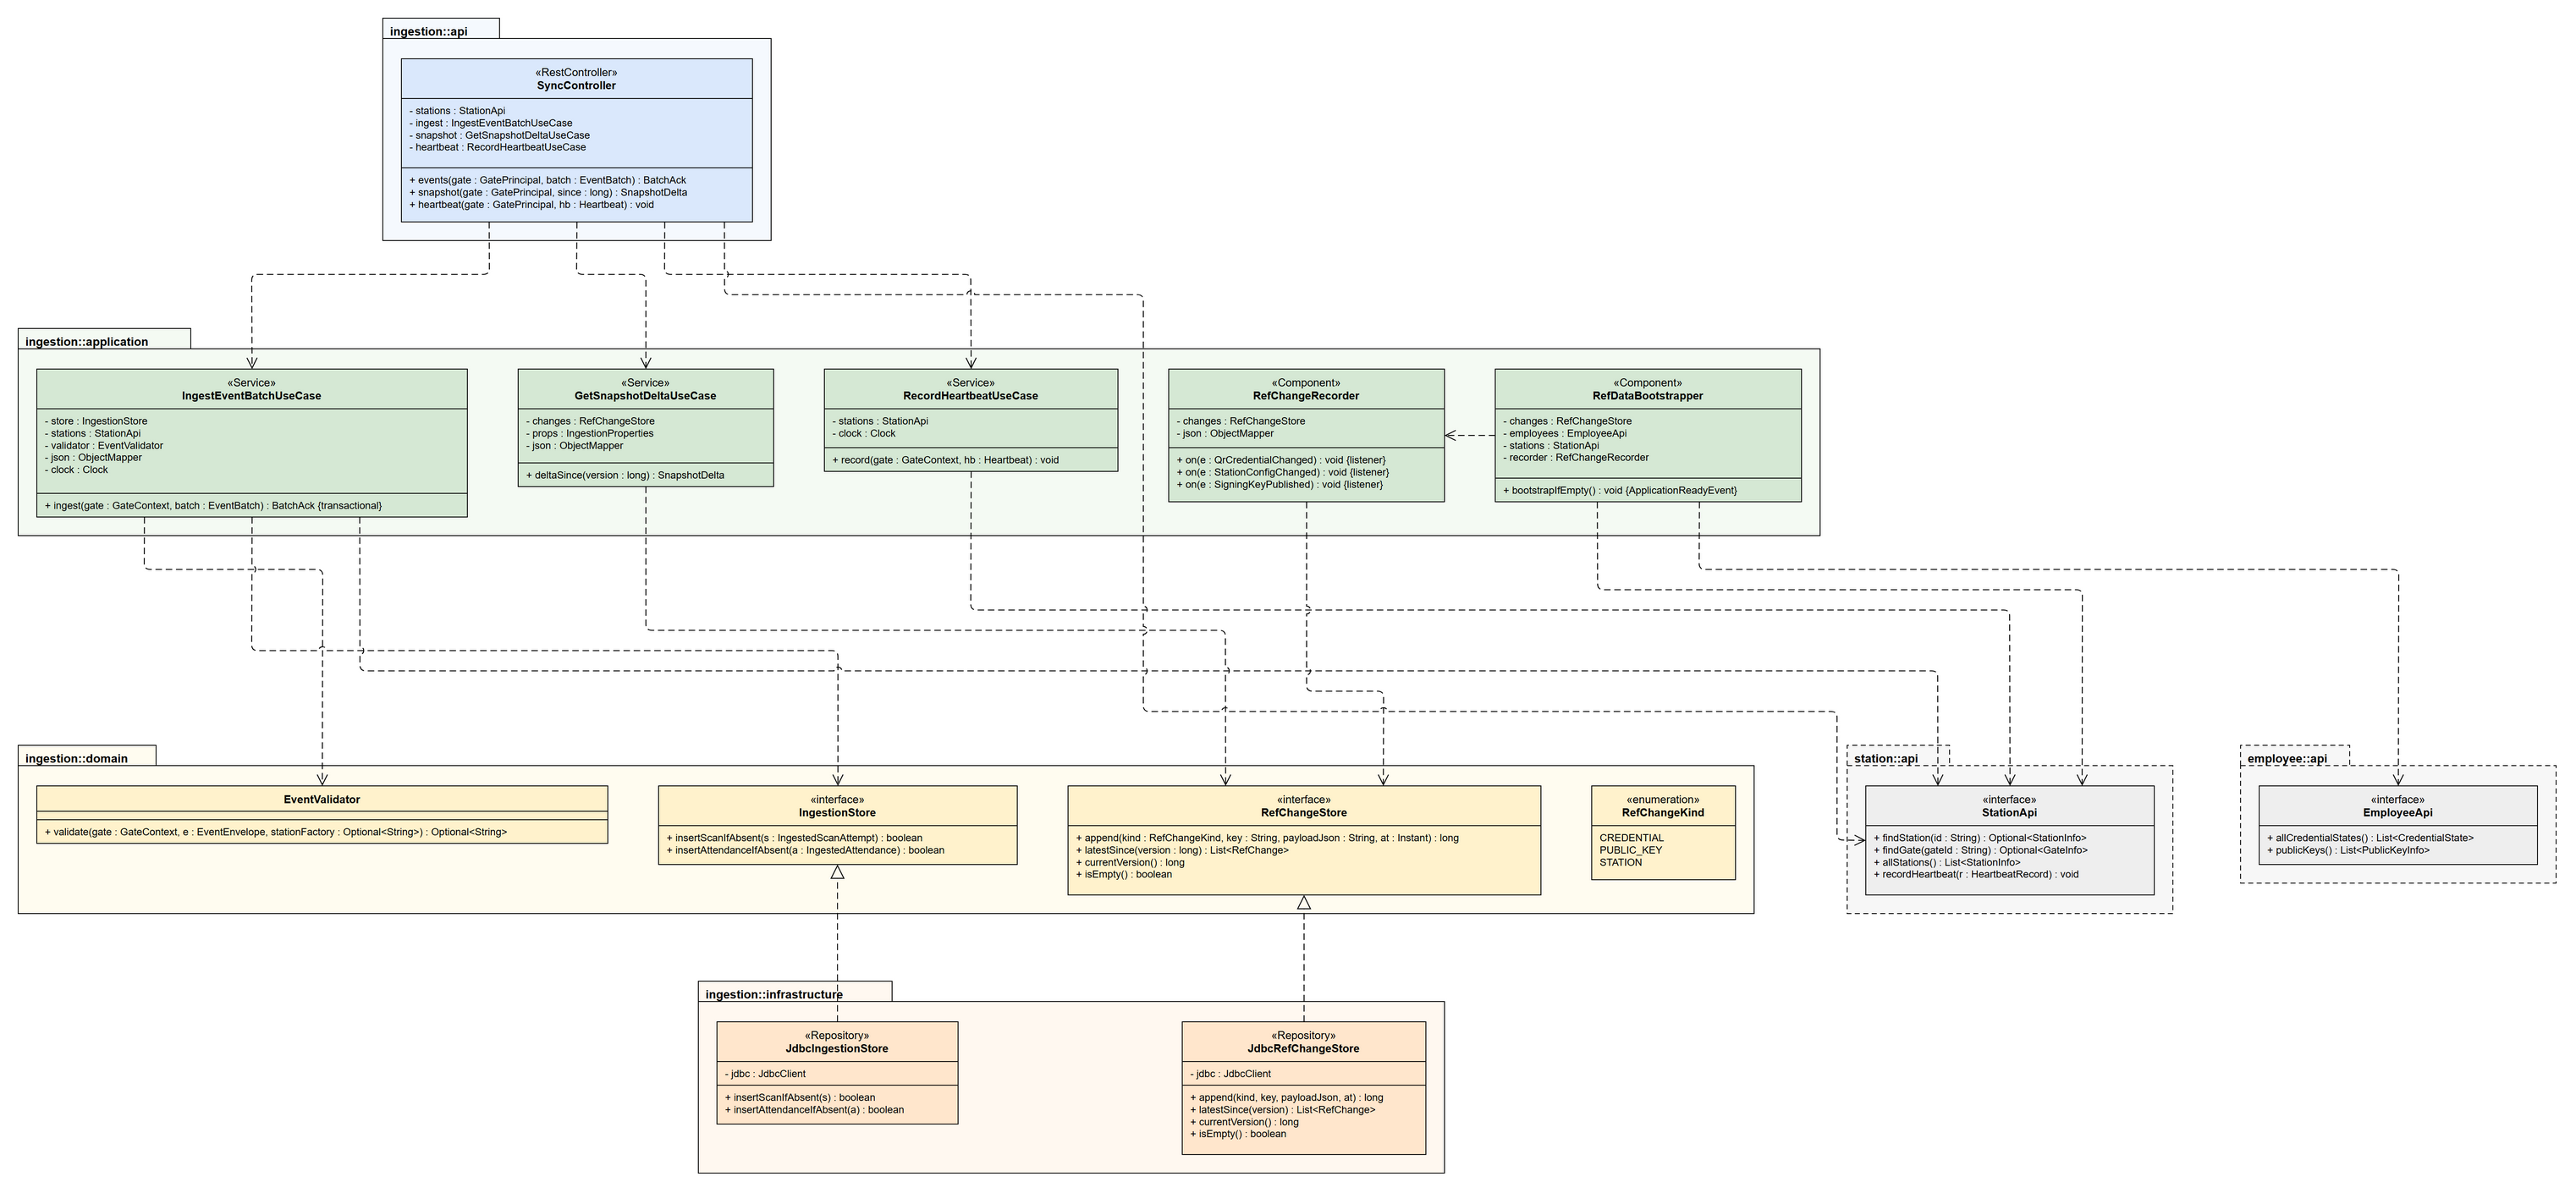 ingestion::api
«RestController»
SyncController
- stations : StationApi
- ingest : IngestEventBatchUseCase
- snapshot : GetSnapshotDeltaUseCase
- heartbeat : RecordHeartbeatUseCase
+ events(gate : GatePrincipal, batch : EventBatch) : BatchAck
+ snapshot(gate : GatePrincipal, since : long) : SnapshotDelta
+ heartbeat(gate : GatePrincipal, hb : Heartbeat) : void
ingestion::application
«Service»
IngestEventBatchUseCase
- store : IngestionStore
- stations : StationApi
- validator : EventValidator
- json : ObjectMapper
- clock : Clock
+ ingest(gate : GateContext, batch : EventBatch) : BatchAck {transactional}
«Service»
GetSnapshotDeltaUseCase
- changes : RefChangeStore
- props : IngestionProperties
- json : ObjectMapper
+ deltaSince(version : long) : SnapshotDelta
«Service»
RecordHeartbeatUseCase
- stations : StationApi
- clock : Clock
+ record(gate : GateContext, hb : Heartbeat) : void
«Component»
RefChangeRecorder
- changes : RefChangeStore
- json : ObjectMapper
+ on(e : QrCredentialChanged) : void {listener}
+ on(e : StationConfigChanged) : void {listener}
+ on(e : SigningKeyPublished) : void {listener}
«Component»
RefDataBootstrapper
- changes : RefChangeStore
- employees : EmployeeApi
- stations : StationApi
- recorder : RefChangeRecorder
+ bootstrapIfEmpty() : void {ApplicationReadyEvent}
ingestion::domain
EventValidator
+ validate(gate : GateContext, e : EventEnvelope, stationFactory : Optional<String>) : Optional<String>
«interface»
IngestionStore
+ insertScanIfAbsent(s : IngestedScanAttempt) : boolean
+ insertAttendanceIfAbsent(a : IngestedAttendance) : boolean
«interface»
RefChangeStore
+ append(kind : RefChangeKind, key : String, payloadJson : String, at : Instant) : long
+ latestSince(version : long) : List<RefChange>
+ currentVersion() : long
+ isEmpty() : boolean
«enumeration»
RefChangeKind
CREDENTIAL
PUBLIC_KEY
STATION
station::api
«interface»
StationApi
+ findStation(id : String) : Optional<StationInfo>
+ findGate(gateId : String) : Optional<GateInfo>
+ allStations() : List<StationInfo>
+ recordHeartbeat(r : HeartbeatRecord) : void
employee::api
«interface»
EmployeeApi
+ allCredentialStates() : List<CredentialState>
+ publicKeys() : List<PublicKeyInfo>
ingestion::infrastructure
«Repository»
JdbcIngestionStore
- jdbc : JdbcClient
+ insertScanIfAbsent(s) : boolean
+ insertAttendanceIfAbsent(a) : boolean
«Repository»
JdbcRefChangeStore
- jdbc : JdbcClient
+ append(kind, key, payloadJson, at) : long
+ latestSince(version) : List<RefChange>
+ currentVersion() : long
+ isEmpty() : boolean